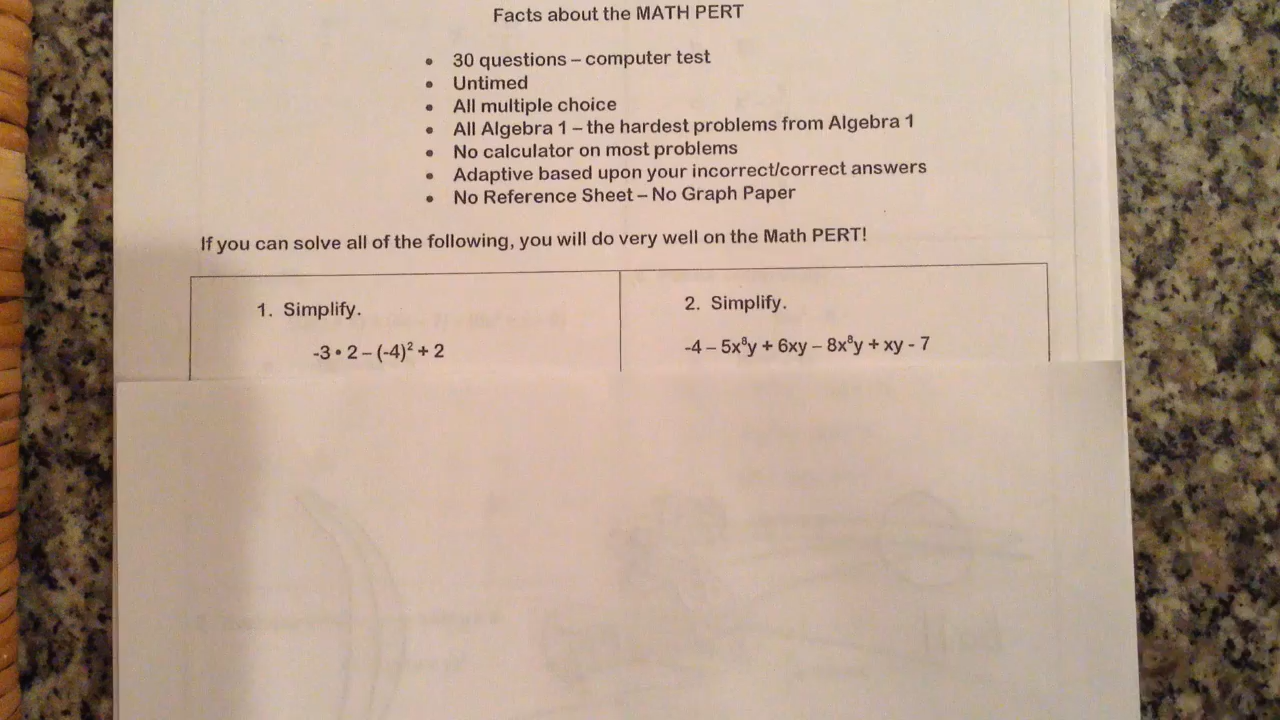 Facts about the MATH PERT
• 30 questions – computer test
• Untimed
• All multiple choice
• All Algebra 1 – the hardest problems from Algebra 1
• No calculator on most problems
• Adaptive based upon your incorrect/correct answers
• No Reference Sheet – No Graph Paper
If you can solve all of the following, you will do very well on the Math PERT!
1. Simplify.
-3 • 2 – (-4)² + 2
2. Simplify.
-4 – 5x⁸y + 6xy – 8x⁸y + xy - 7